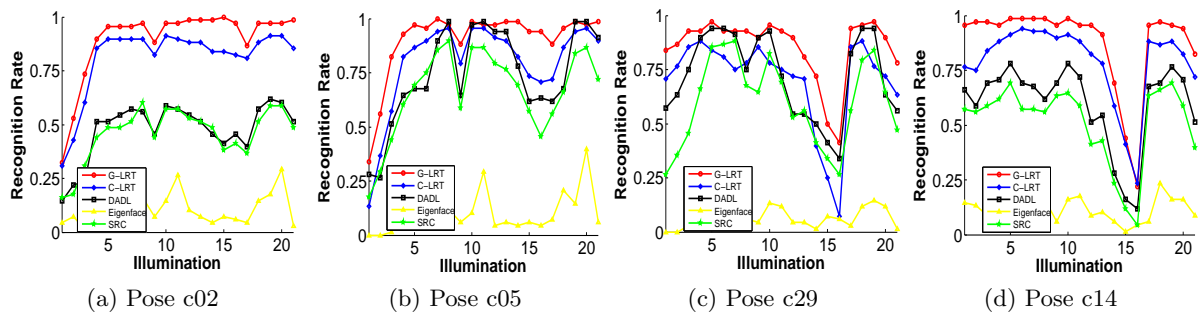 1
0.75
0.5
0.25
0
Recognition Rate
G-LRT
C-LRT
DADL
Eigenface
SRC
5 10 15 20
Illumination
(a) Pose c02
1
0.75
0.5
0.25
0
Recognition Rate
G-LRT
C-LRT
DADL
Eigenface
SRC
5 10 15 20
Illumination
(b) Pose c05
1
0.75
0.5
0.25
0
Recognition Rate
G-LRT
C-LRT
DADL
Eigenface
SRC
5 10 15 20
Illumination
(c) Pose c29
1
0.75
0.5
0.25
0
Recognition Rate
G-LRT
C-LRT
DADL
Eigenface
SRC
5 10 15 20
Illumination
(d) Pose c14